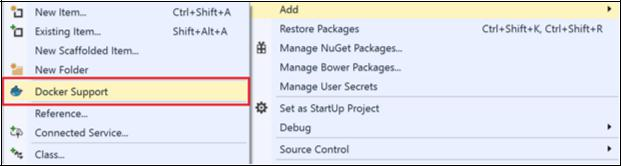 New Item... Ctrl+Shift+A
Existing Item... Shift+Alt+A
New Scaffolded Item...
New Folder
Docker Support
Reference...
Connected Service...
Class...
Add
Restore Packages Ctrl+Shift+K, Ctrl+Shift+R
Manage NuGet Packages...
Manage Bower Packages...
Manage User Secrets
Set as StartUp Project
Debug
Source Control